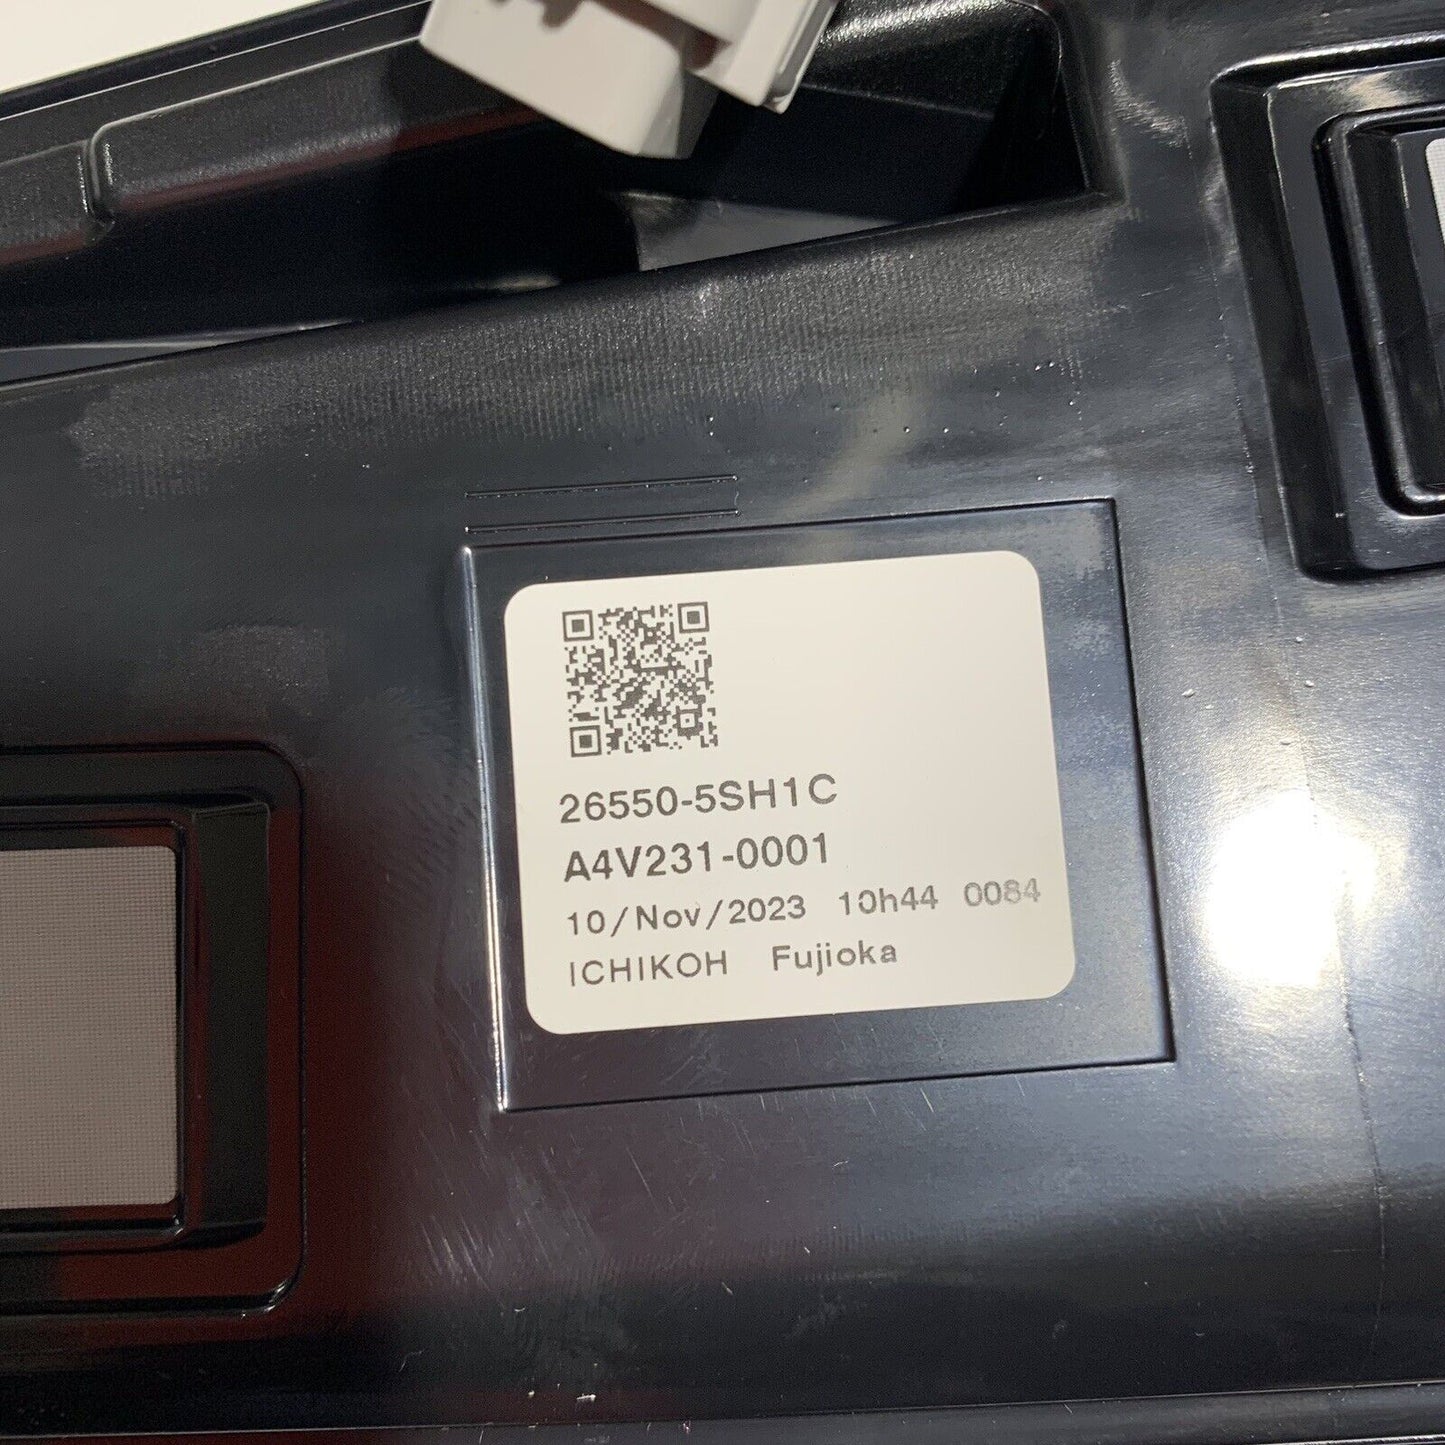 26550-5SH1C
A4V231-0001
10/Nov/2023 10h44 0084
ICHIKOH Fujioka